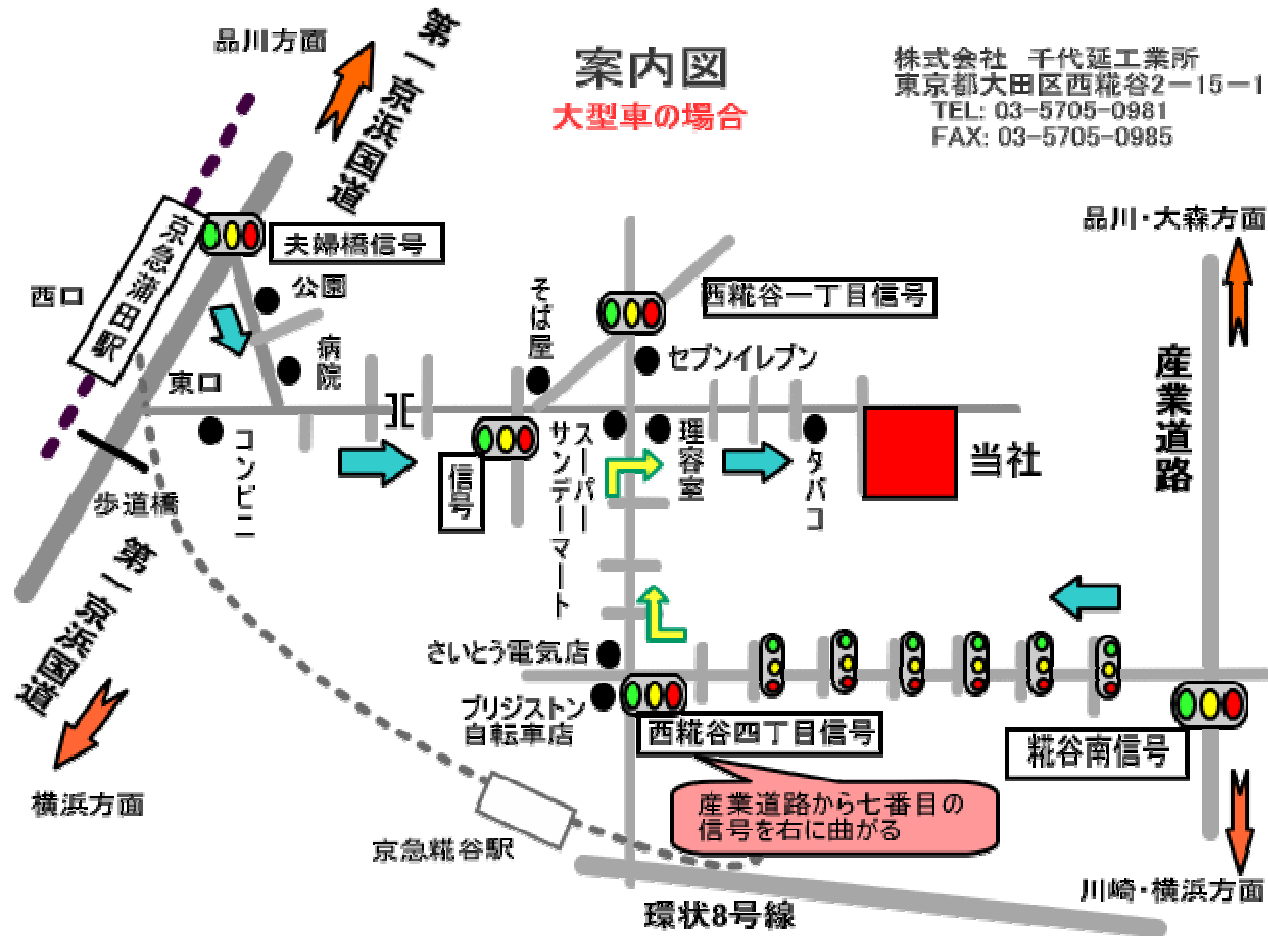 案内図
大型車の場合
株式会社 千代延工業所
東京都大田区西糀谷2-15-1
TEL: 03-5705-0981
FAX: 03-5705-0985
品川方面
第一京浜国道
京急蒲田駅
夫婦橋信号
西口
公園
病院
東口
コンビニ
歩道橋
第一京浜国道
横浜方面
そば屋
西糀谷一丁目信号
セブンイレブン
信号
スーパー
サンデーマート
理容室
タバコ
当社
品川・大森方面
産業道路
さいとう電気店
ブリジストン
自転車店
西糀谷四丁目信号
糀谷南信号
産業道路から七番目の
信号を右に曲がる
京急糀谷駅
環状8号線
川崎・横浜方面